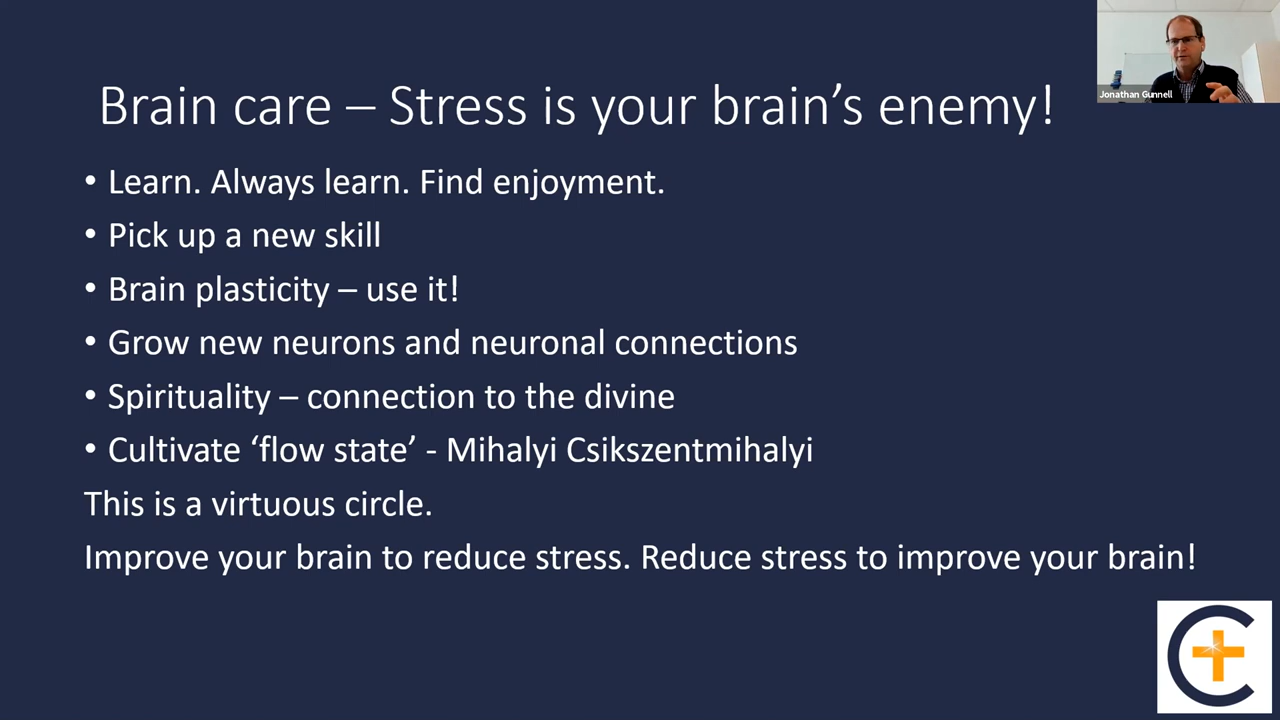 Brain care – Stress is your brain’s enemy!
Jonathan Gunnell
• Learn. Always learn. Find enjoyment.
• Pick up a new skill
• Brain plasticity – use it!
• Grow new neurons and neuronal connections
• Spirituality – connection to the divine
• Cultivate ‘flow state’ - Mihalyi Csikszentmihalyi
This is a virtuous circle.
Improve your brain to reduce stress. Reduce stress to improve your brain!